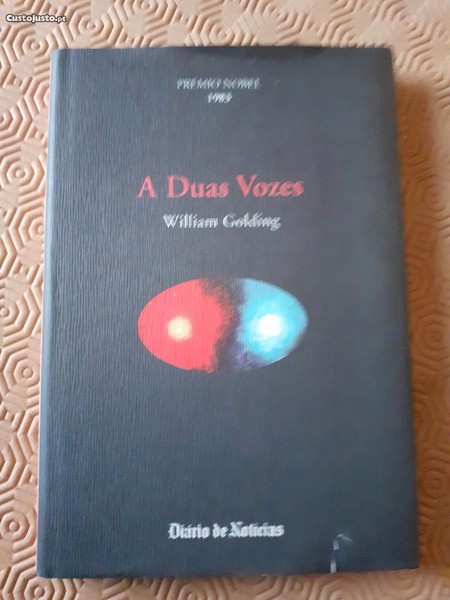 CustoJusto.pt
PRÉMIO NOBEL
1983
A Duas Vozes
William Golding
Diário de Notícias